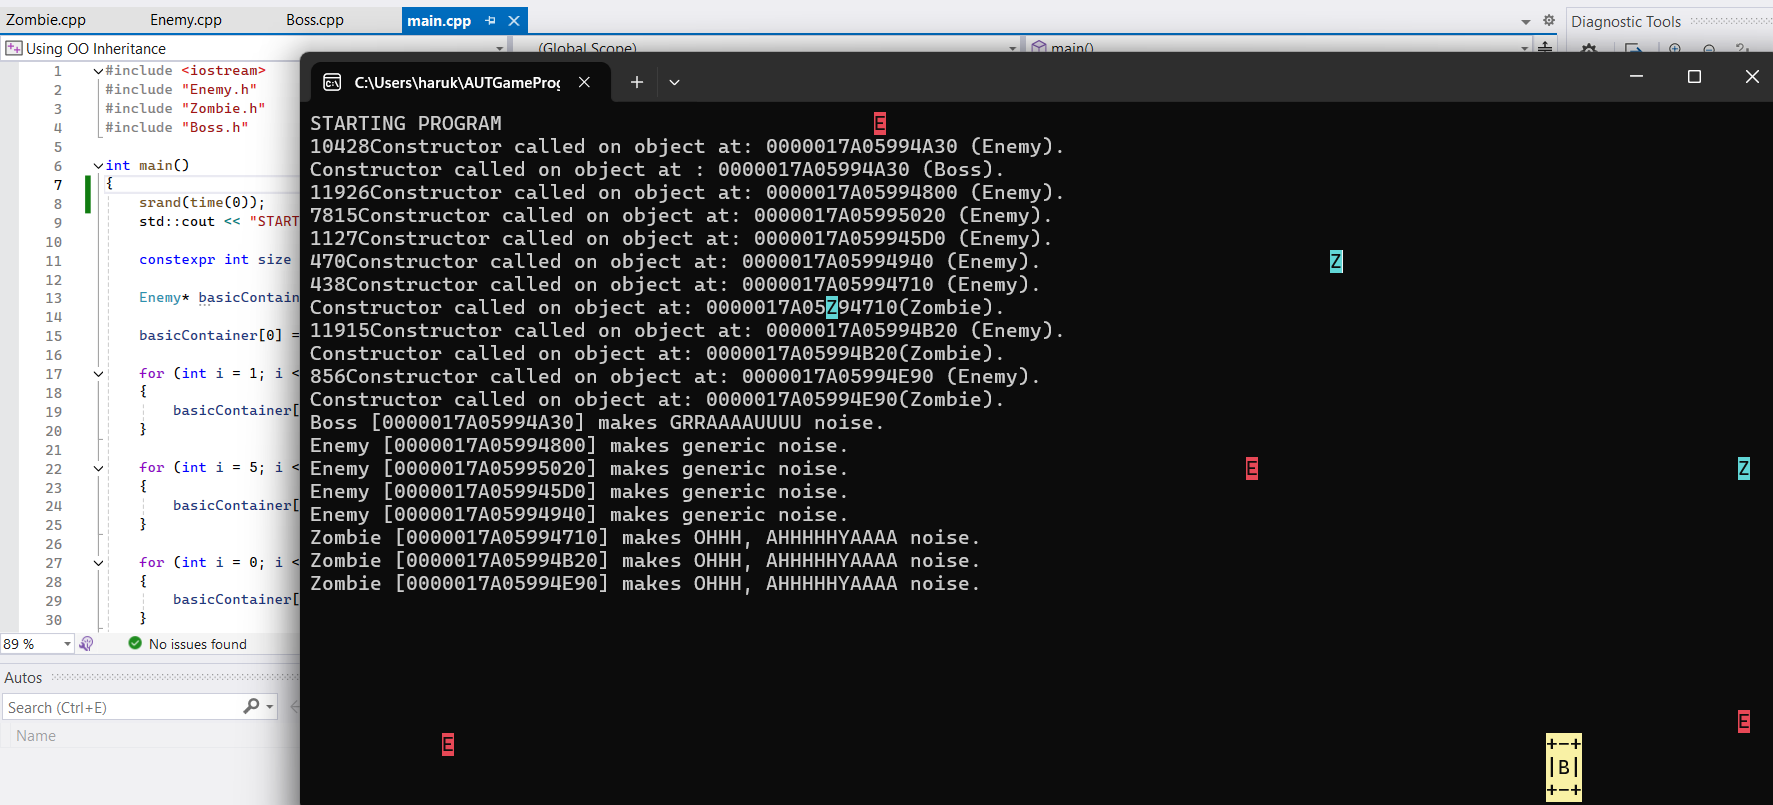 Zombie.cpp Enemy.cpp Boss.cpp main.cpp Diagnostic Tools
Using OO Inheritance (Global Scope) main()
1 #include <iostream>
2 #include "Enemy.h"
3 #include "Zombie.h"
4 #include "Boss.h"
5
6 int main()
7 {
8 srand(time(0));
9 std::cout << "START
10
11 constexpr int size
12
13 Enemy* basicContain
14
15 basicContainer[0] =
16
17 for (int i = 1; i <
18 {
19 basicContainer[
20 }
21
22 for (int i = 5; i <
23 {
24 basicContainer[
25 }
26
27 for (int i = 0; i <
28 {
29 basicContainer[
30 }
89 % No issues found
Autos
Search (Ctrl+E)
Name
C:\Users\haruk\AUTGameProg
STARTING PROGRAM E
10428Constructor called on object at: 0000017A05994A30 (Enemy).
Constructor called on object at : 0000017A05994A30 (Boss).
11926Constructor called on object at: 0000017A05994800 (Enemy).
7815Constructor called on object at: 0000017A05995020 (Enemy).
1127Constructor called on object at: 0000017A059945D0 (Enemy).
470Constructor called on object at: 0000017A05994940 (Enemy). Z
438Constructor called on object at: 0000017A05994710 (Enemy).
Constructor called on object at: 0000017A05Z94710(Zombie).
11915Constructor called on object at: 0000017A05994B20 (Enemy).
Constructor called on object at: 0000017A05994B20(Zombie).
856Constructor called on object at: 0000017A05994E90 (Enemy).
Constructor called on object at: 0000017A05994E90(Zombie).
Boss [0000017A05994A30] makes GRRAAAAUUUU noise.
Enemy [0000017A05994800] makes generic noise.
Enemy [0000017A05995020] makes generic noise. E Z
Enemy [0000017A059945D0] makes generic noise.
Enemy [0000017A05994940] makes generic noise.
Zombie [0000017A05994710] makes OHHH, AHHHHHYAAAA noise.
Zombie [0000017A05994B20] makes OHHH, AHHHHHYAAAA noise.
Zombie [0000017A05994E90] makes OHHH, AHHHHHYAAAA noise.
E
E +-+
|B|
+-+